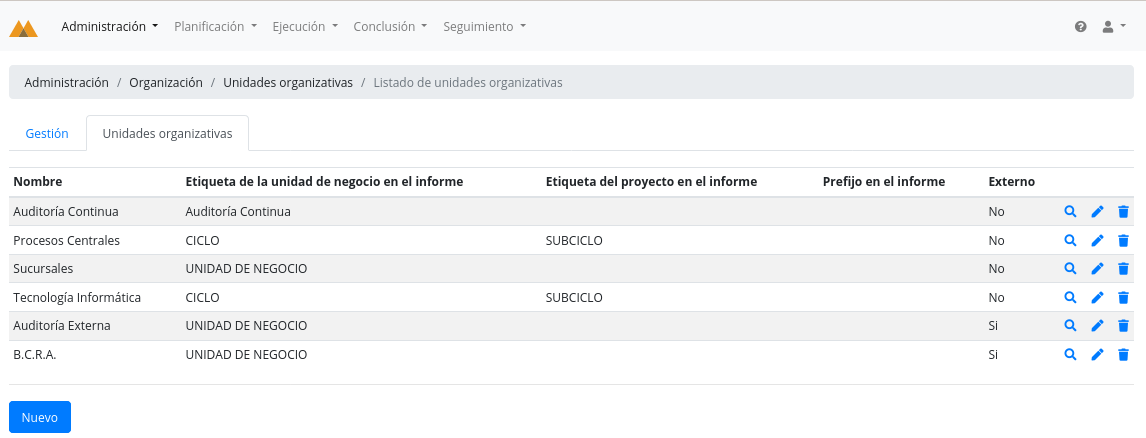 Administración Planificación Ejecución Conclusión Seguimiento
Administración / Organización / Unidades organizativas / Listado de unidades organizativas
Gestión Unidades organizativas
Nombre Etiqueta de la unidad de negocio en el informe Etiqueta del proyecto en el informe Prefijo en el informe Externo
Auditoría Continua Auditoría Continua No
Procesos Centrales CICLO SUBCICLO No
Sucursales UNIDAD DE NEGOCIO No
Tecnología Informática CICLO SUBCICLO No
Auditoría Externa UNIDAD DE NEGOCIO Si
B.C.R.A. UNIDAD DE NEGOCIO Si
Nuevo